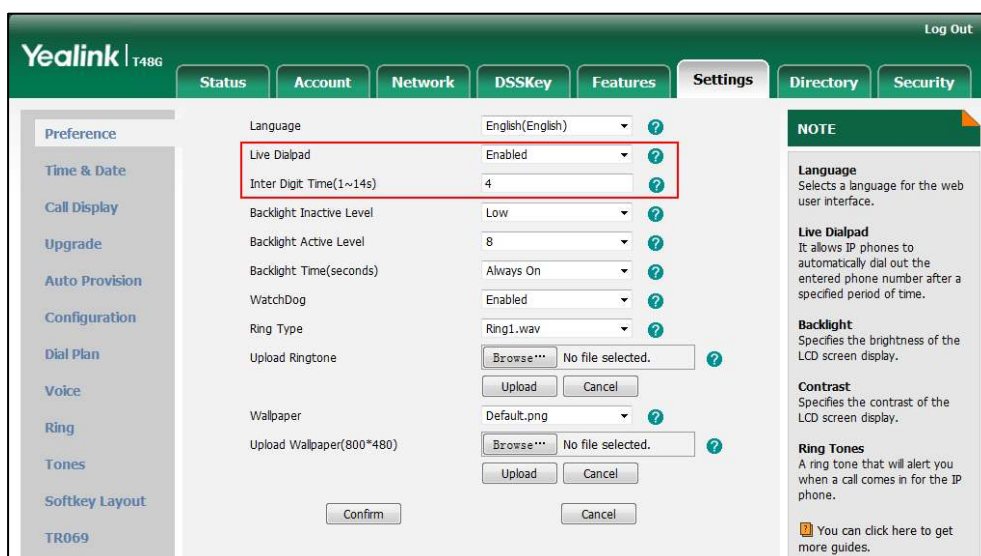 Log Out
Yealink T48G
Status Account Network DSSKey Features Settings Directory Security
Preference
Time & Date
Call Display
Upgrade
Auto Provision
Configuration
Dial Plan
Voice
Ring
Tones
Softkey Layout
TR069
Language English(English) ?
Live Dialpad Enabled ?
Inter Digit Time(1~14s) 4 ?
Backlight Inactive Level Low ?
Backlight Active Level 8 ?
Backlight Time(seconds) Always On ?
WatchDog Enabled ?
Ring Type Ring1.wav ?
Upload Ringtone Browse... No file selected. ?
Upload Cancel
Wallpaper Default.png ?
Upload Wallpaper(800*480) Browse... No file selected. ?
Upload Cancel
Confirm Cancel
NOTE
Language
Selects a language for the web
user interface.
Live Dialpad
It allows IP phones to
automatically dial out the
entered phone number after a
specified period of time.
Backlight
Specifies the brightness of the
LCD screen display.
Contrast
Specifies the contrast of the
LCD screen display.
Ring Tones
A ring tone that will alert you
when a call comes in for the IP
phone.
? You can click here to get
more guides.